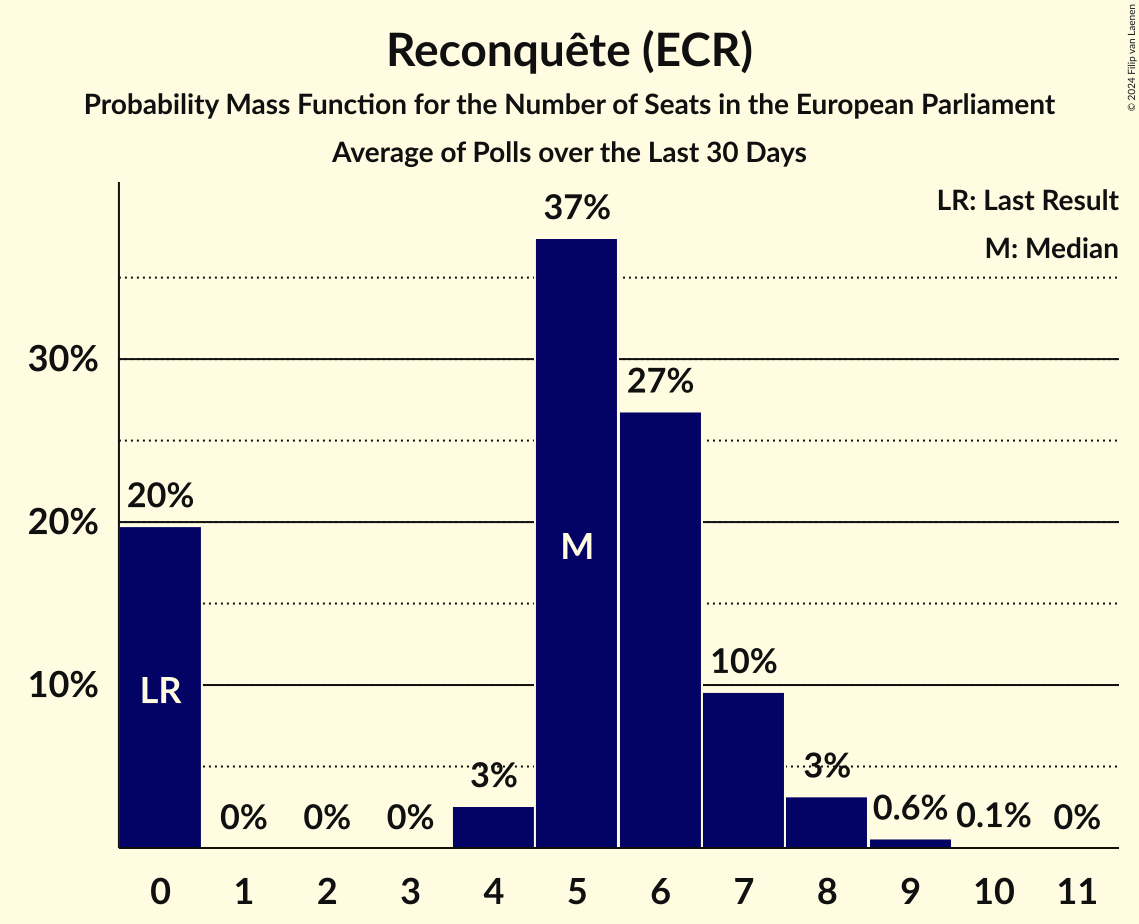 Reconquête (ECR)
Probability Mass Function for the Number of Seats in the European Parliament
Average of Polls over the Last 30 Days
© 2024 Filip van Laenen
LR: Last Result
M: Median
37%
30%
27%
20%
20%
M
10%
10%
LR
3%
3%
0%
0%
0%
0.6%
0.1%
0%
0 1 2 3 4 5 6 7 8 9 10 11